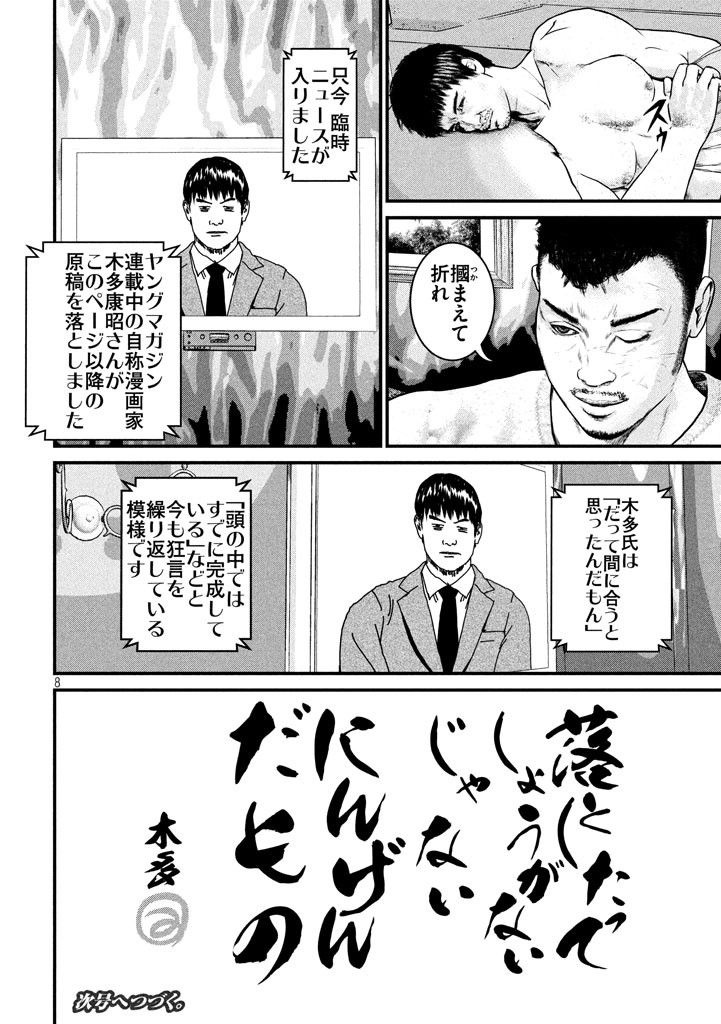 スゥ
摑まえて
折れ
つか
只今 臨時
ニュースが
入りました
ヤングマガジン
連載中の自称漫画家
木多康昭さんが
このページ以降の
原稿を落としました
木多氏は
「だって間に合うと
思ったんだもん」
「頭の中では
すでに完成して
いる」などと
今も狂言を
繰り返している
模様です
8
落としたって
しょうがない
じゃない
にんげん
だもの
木多
次号へつづく。